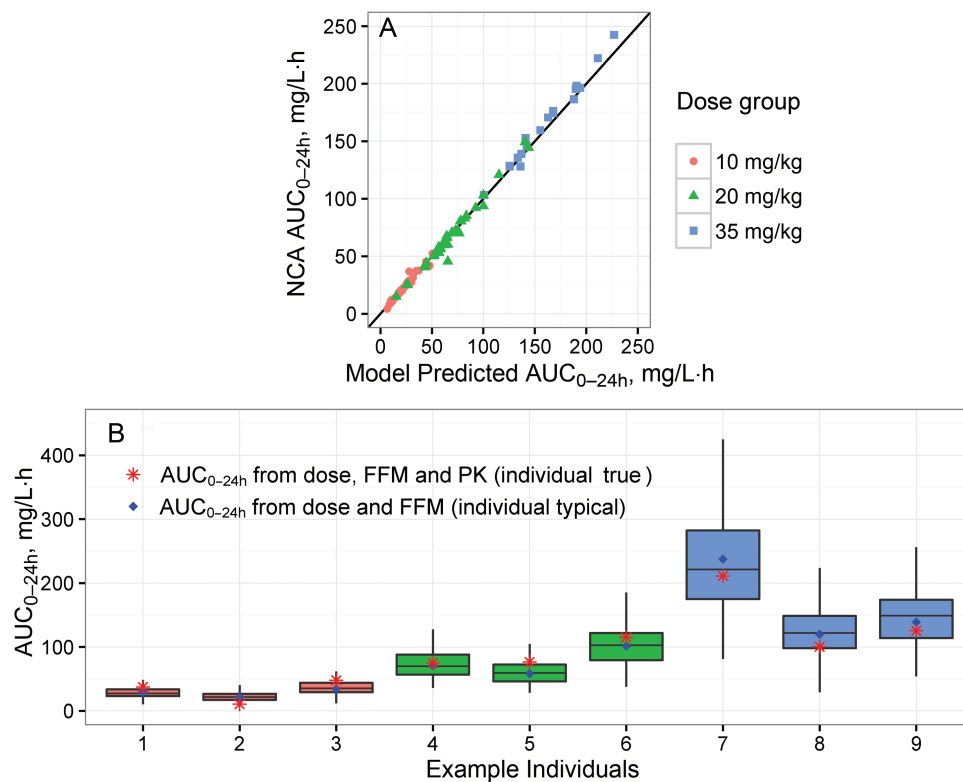 A
NCA AUC0–24h, mg/L·h
250
200
150
100
50
0
0 50 100 150 200 250
Model Predicted AUC0–24h, mg/L·h
Dose group
10 mg/kg
20 mg/kg
35 mg/kg
B
AUC0–24h from dose, FFM and PK (individual true)
AUC0–24h from dose and FFM (individual typical)
AUC0–24h, mg/L·h
400
300
200
100
0
1 2 3 4 5 6 7 8 9
Example Individuals